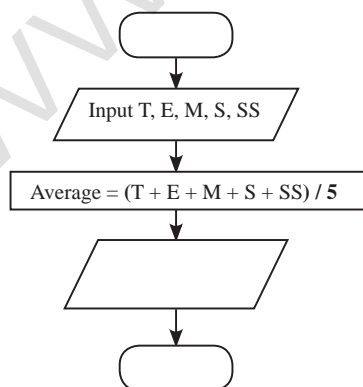 Input T, E, M, S, SS
Average = (T + E + M + S + SS) / 5